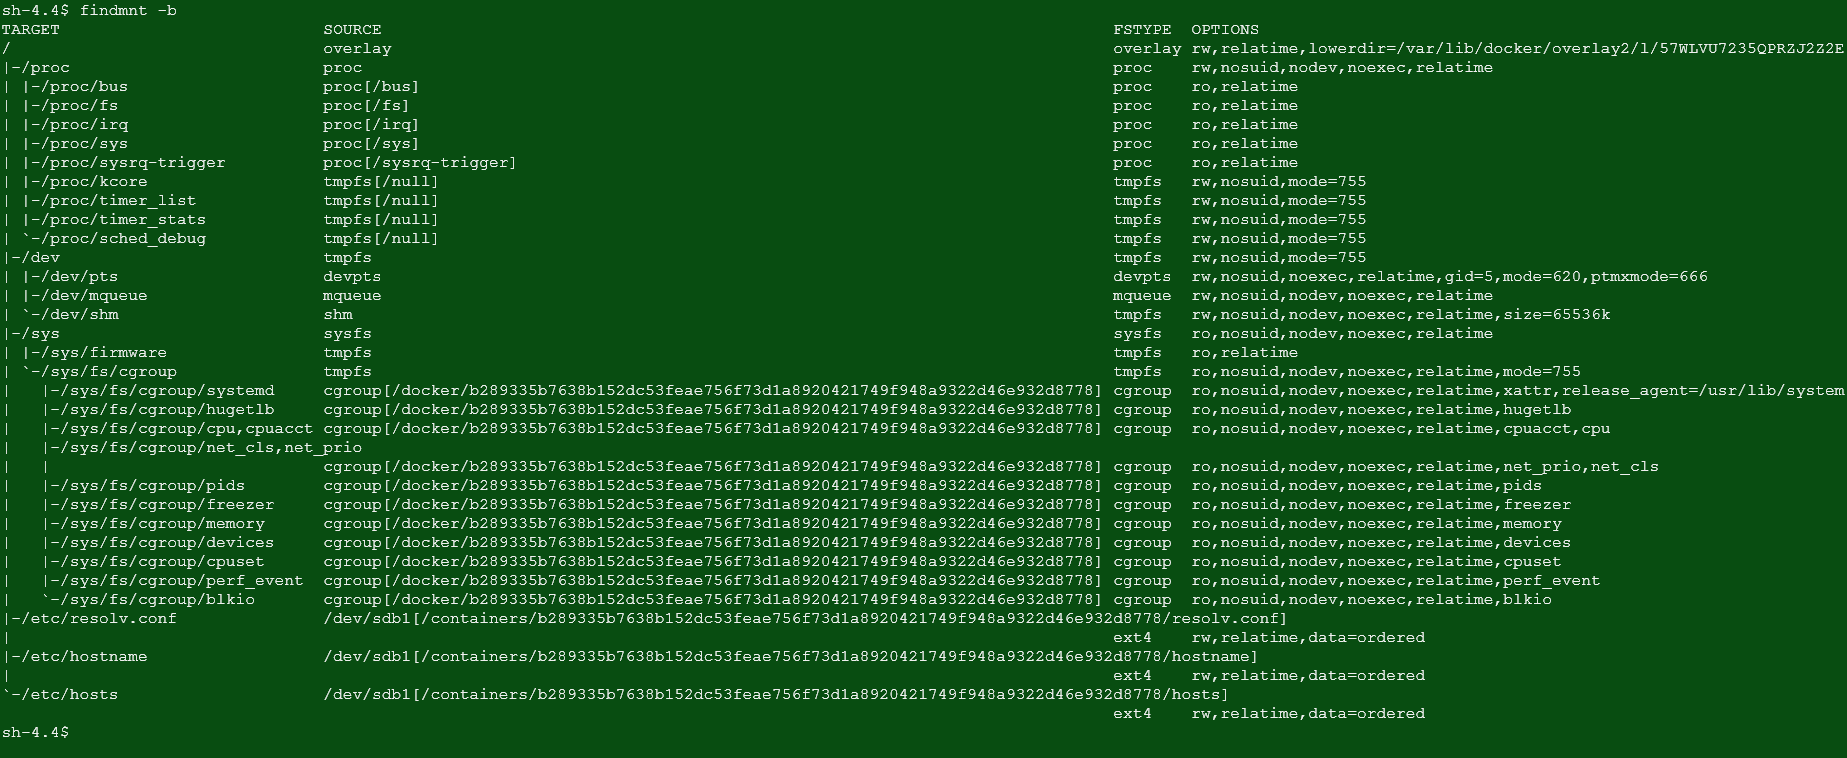 sh-4.4$ findmnt -b
TARGET                           SOURCE                                                                           FSTYPE  OPTIONS
/                                overlay                                                                          overlay rw,relatime,lowerdir=/var/lib/docker/overlay2/l/57WLVU7235QPRZJ2Z2E
|-/proc                          proc                                                                             proc    rw,nosuid,nodev,noexec,relatime
| |-/proc/bus                    proc[/bus]                                                                       proc    ro,relatime
| |-/proc/fs                     proc[/fs]                                                                        proc    ro,relatime
| |-/proc/irq                    proc[/irq]                                                                       proc    ro,relatime
| |-/proc/sys                    proc[/sys]                                                                       proc    ro,relatime
| |-/proc/sysrq-trigger          proc[/sysrq-trigger]                                                             proc    ro,relatime
| |-/proc/kcore                  tmpfs[/null]                                                                     tmpfs   rw,nosuid,mode=755
| |-/proc/timer_list             tmpfs[/null]                                                                     tmpfs   rw,nosuid,mode=755
| |-/proc/timer_stats            tmpfs[/null]                                                                     tmpfs   rw,nosuid,mode=755
| `-/proc/sched_debug            tmpfs[/null]                                                                     tmpfs   rw,nosuid,mode=755
|-/dev                           tmpfs                                                                            tmpfs   rw,nosuid,mode=755
| |-/dev/pts                     devpts                                                                           devpts  rw,nosuid,noexec,relatime,gid=5,mode=620,ptmxmode=666
| |-/dev/mqueue                  mqueue                                                                           mqueue  rw,nosuid,nodev,noexec,relatime
| `-/dev/shm                     shm                                                                              tmpfs   rw,nosuid,nodev,noexec,relatime,size=65536k
|-/sys                           sysfs                                                                            sysfs   ro,nosuid,nodev,noexec,relatime
| |-/sys/firmware                tmpfs                                                                            tmpfs   ro,relatime
| `-/sys/fs/cgroup               tmpfs                                                                            tmpfs   ro,nosuid,nodev,noexec,relatime,mode=755
|   |-/sys/fs/cgroup/systemd     cgroup[/docker/b289335b7638b152dc53feae756f73d1a8920421749f948a9322d46e932d8778] cgroup  ro,nosuid,nodev,noexec,relatime,xattr,release_agent=/usr/lib/system
|   |-/sys/fs/cgroup/hugetlb     cgroup[/docker/b289335b7638b152dc53feae756f73d1a8920421749f948a9322d46e932d8778] cgroup  ro,nosuid,nodev,noexec,relatime,hugetlb
|   |-/sys/fs/cgroup/cpu,cpuacct cgroup[/docker/b289335b7638b152dc53feae756f73d1a8920421749f948a9322d46e932d8778] cgroup  ro,nosuid,nodev,noexec,relatime,cpuacct,cpu
|   |-/sys/fs/cgroup/net_cls,net_prio
|   |                            cgroup[/docker/b289335b7638b152dc53feae756f73d1a8920421749f948a9322d46e932d8778] cgroup  ro,nosuid,nodev,noexec,relatime,net_prio,net_cls
|   |-/sys/fs/cgroup/pids        cgroup[/docker/b289335b7638b152dc53feae756f73d1a8920421749f948a9322d46e932d8778] cgroup  ro,nosuid,nodev,noexec,relatime,pids
|   |-/sys/fs/cgroup/freezer     cgroup[/docker/b289335b7638b152dc53feae756f73d1a8920421749f948a9322d46e932d8778] cgroup  ro,nosuid,nodev,noexec,relatime,freezer
|   |-/sys/fs/cgroup/memory      cgroup[/docker/b289335b7638b152dc53feae756f73d1a8920421749f948a9322d46e932d8778] cgroup  ro,nosuid,nodev,noexec,relatime,memory
|   |-/sys/fs/cgroup/devices     cgroup[/docker/b289335b7638b152dc53feae756f73d1a8920421749f948a9322d46e932d8778] cgroup  ro,nosuid,nodev,noexec,relatime,devices
|   |-/sys/fs/cgroup/cpuset      cgroup[/docker/b289335b7638b152dc53feae756f73d1a8920421749f948a9322d46e932d8778] cgroup  ro,nosuid,nodev,noexec,relatime,cpuset
|   |-/sys/fs/cgroup/perf_event  cgroup[/docker/b289335b7638b152dc53feae756f73d1a8920421749f948a9322d46e932d8778] cgroup  ro,nosuid,nodev,noexec,relatime,perf_event
|   `-/sys/fs/cgroup/blkio       cgroup[/docker/b289335b7638b152dc53feae756f73d1a8920421749f948a9322d46e932d8778] cgroup  ro,nosuid,nodev,noexec,relatime,blkio
|-/etc/resolv.conf               /dev/sdb1[/containers/b289335b7638b152dc53feae756f73d1a8920421749f948a9322d46e932d8778/resolv.conf]
|                                                                                                                 ext4    rw,relatime,data=ordered
|-/etc/hostname                  /dev/sdb1[/containers/b289335b7638b152dc53feae756f73d1a8920421749f948a9322d46e932d8778/hostname]
|                                                                                                                 ext4    rw,relatime,data=ordered
`-/etc/hosts                     /dev/sdb1[/containers/b289335b7638b152dc53feae756f73d1a8920421749f948a9322d46e932d8778/hosts]
                                                                                                                  ext4    rw,relatime,data=ordered
sh-4.4$